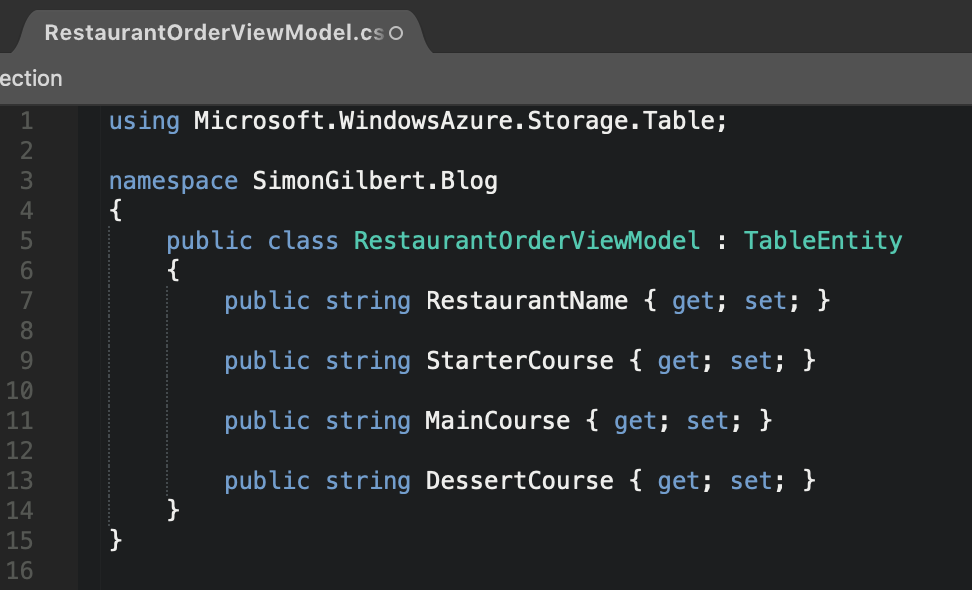 RestaurantOrderViewModel.cs
ection
1 using Microsoft.WindowsAzure.Storage.Table;
2
3 namespace SimonGilbert.Blog
4 {
5 public class RestaurantOrderViewModel : TableEntity
6 {
7 public string RestaurantName { get; set; }
8
9 public string StarterCourse { get; set; }
10
11 public string MainCourse { get; set; }
12
13 public string DessertCourse { get; set; }
14 }
15 }
16